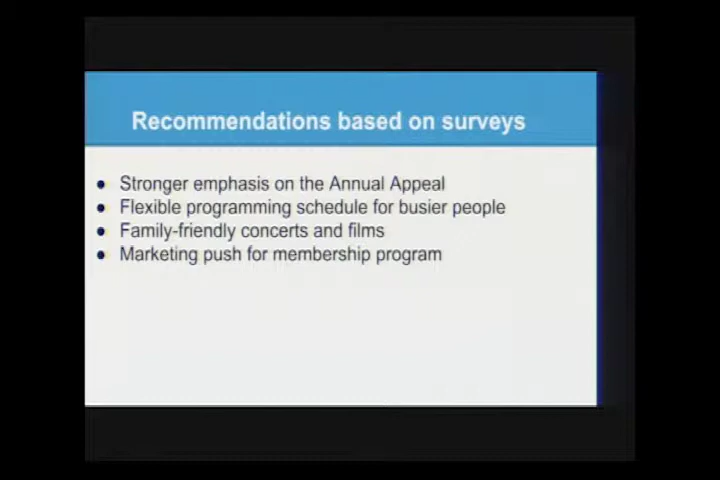 Recommendations based on surveys
● Stronger emphasis on the Annual Appeal
● Flexible programming schedule for busier people
● Family-friendly concerts and films
● Marketing push for membership program